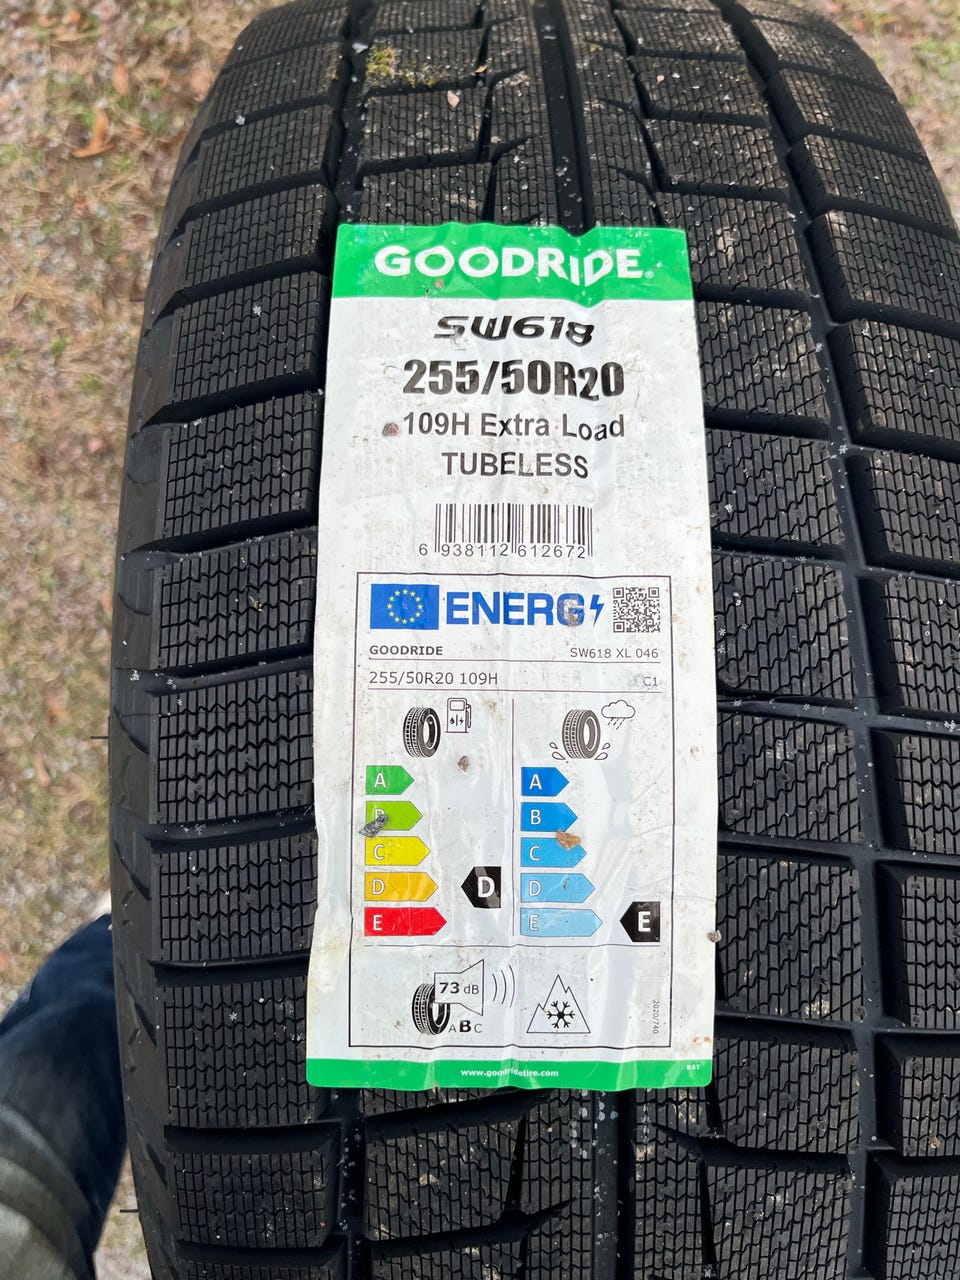 GOODRIDE®
SW618
255/50R20
109H Extra Load
TUBELESS
6 938112 612672
ENERG
GOODRIDE SW618 XL 046
255/50R20 109H C1
A A
B B
C C
D D D
E E E
73 dB
ABC
2020/740
www.goodridetire.com